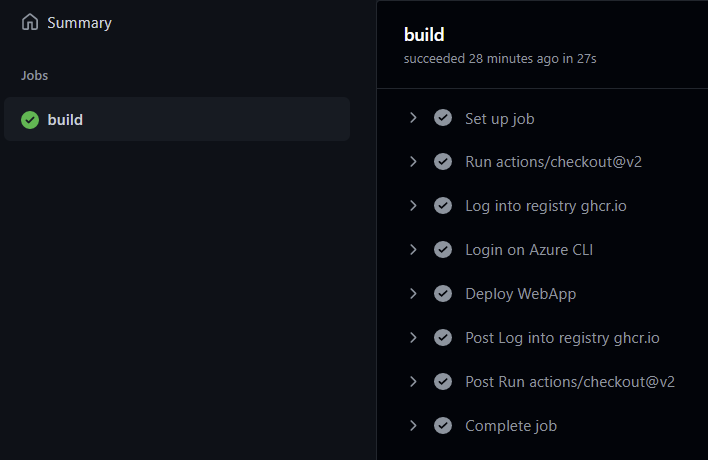 Summary
Jobs
build
build
succeeded 28 minutes ago in 27s
Set up job
Run actions/checkout@v2
Log into registry ghcr.io
Login on Azure CLI
Deploy WebApp
Post Log into registry ghcr.io
Post Run actions/checkout@v2
Complete job